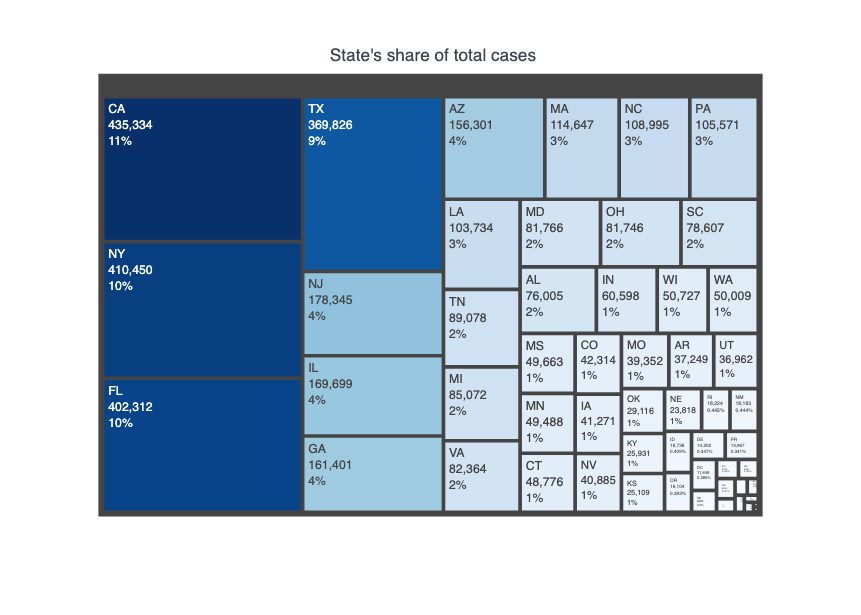 State's share of total cases
CA
435,334
11%
NY
410,450
10%
FL
402,312
10%
TX
369,826
9%
NJ
178,345
4%
IL
169,699
4%
GA
161,401
4%
AZ
156,301
4%
MA
114,647
3%
NC
108,995
3%
PA
105,571
3%
LA
103,734
3%
TN
89,078
2%
MI
85,072
2%
VA
82,364
2%
MD
81,766
2%
OH
81,746
2%
SC
78,607
2%
AL
76,005
2%
IN
60,598
1%
WI
50,727
1%
WA
50,009
1%
MS
49,663
1%
MN
49,488
1%
CT
48,776
1%
CO
42,314
1%
IA
41,271
1%
NV
40,885
1%
MO
39,352
1%
AR
37,249
1%
UT
36,962
1%
OK
29,116
1%
KY
25,931
1%
KS
25,109
1%
NE
23,818
1%
RI
18,224
0.445%
NM
18,163
0.444%
ID
16,736
0.409%
OR
16,104
0.393%
DE
14,202
0.347%
PR
0.341%
DC